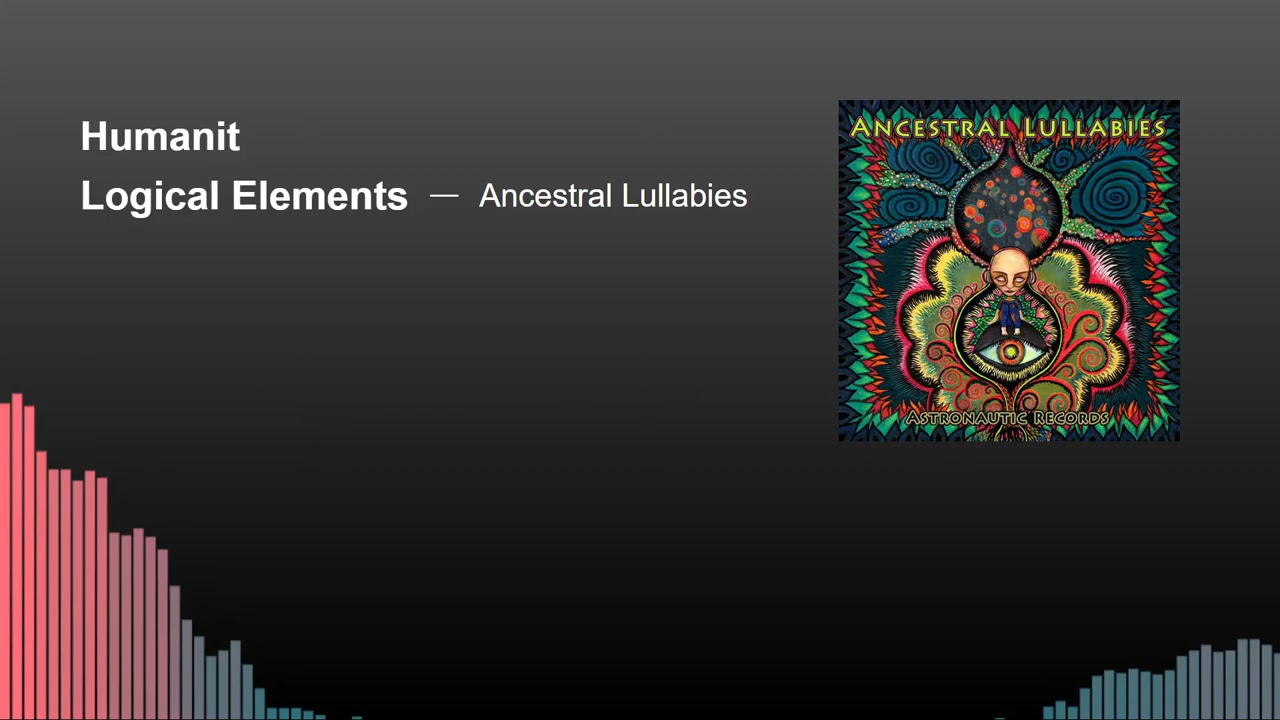 Humanit
Logical Elements — Ancestral Lullabies
ANCESTRAL LULLABIES
ASTRONAUTIC RECORDS